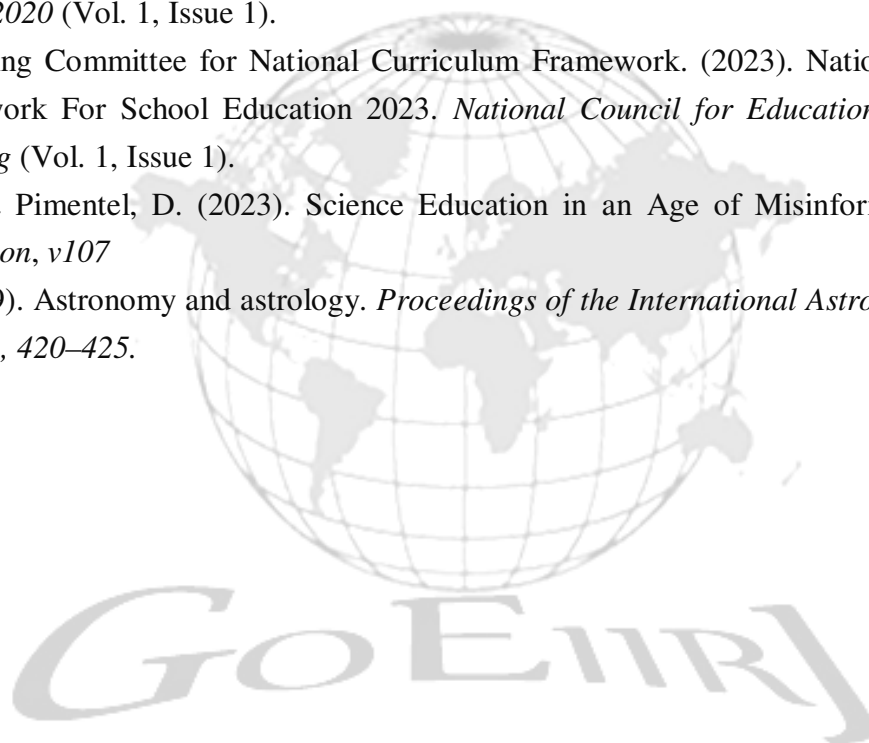 2020 (Vol. 1, Issue 1).
ing Committee for National Curriculum Framework. (2023). Natio
work For School Education 2023. National Council for Education
g (Vol. 1, Issue 1).
. Pimentel, D. (2023). Science Education in an Age of Misinfor
on, v107
9). Astronomy and astrology. Proceedings of the International Astro
, 420–425.
GOEIIRJ